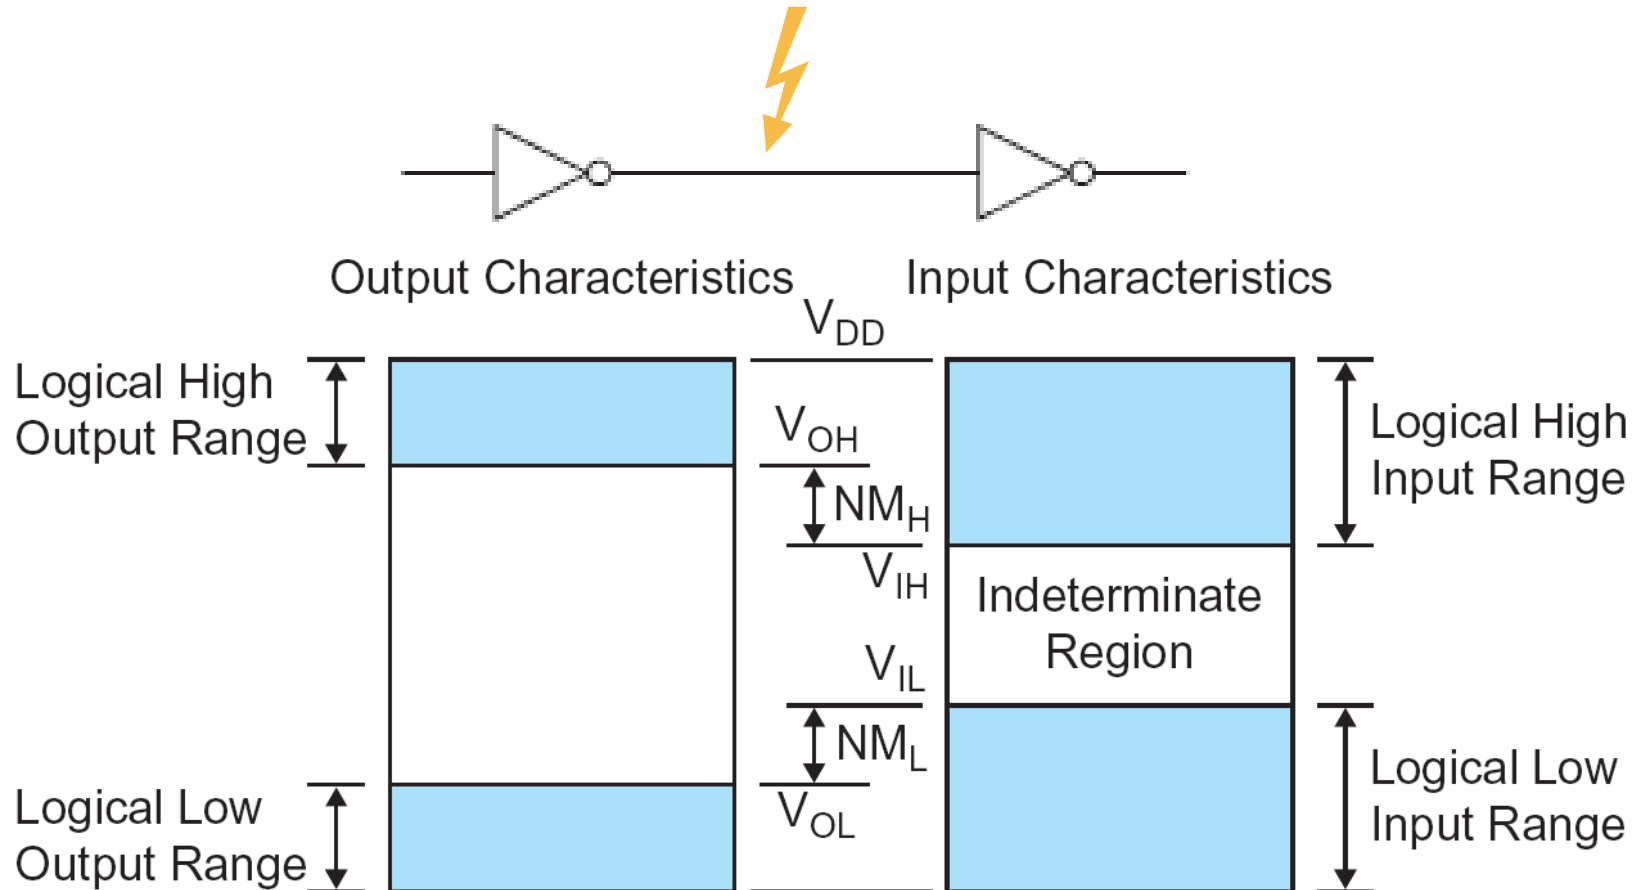 Output Characteristics
Input Characteristics
VDD
Logical High
Output Range
VOH
NMH
VIH
Logical High
Input Range
Indeterminate
Region
VIL
NML
VOL
Logical Low
Output Range
Logical Low
Input Range